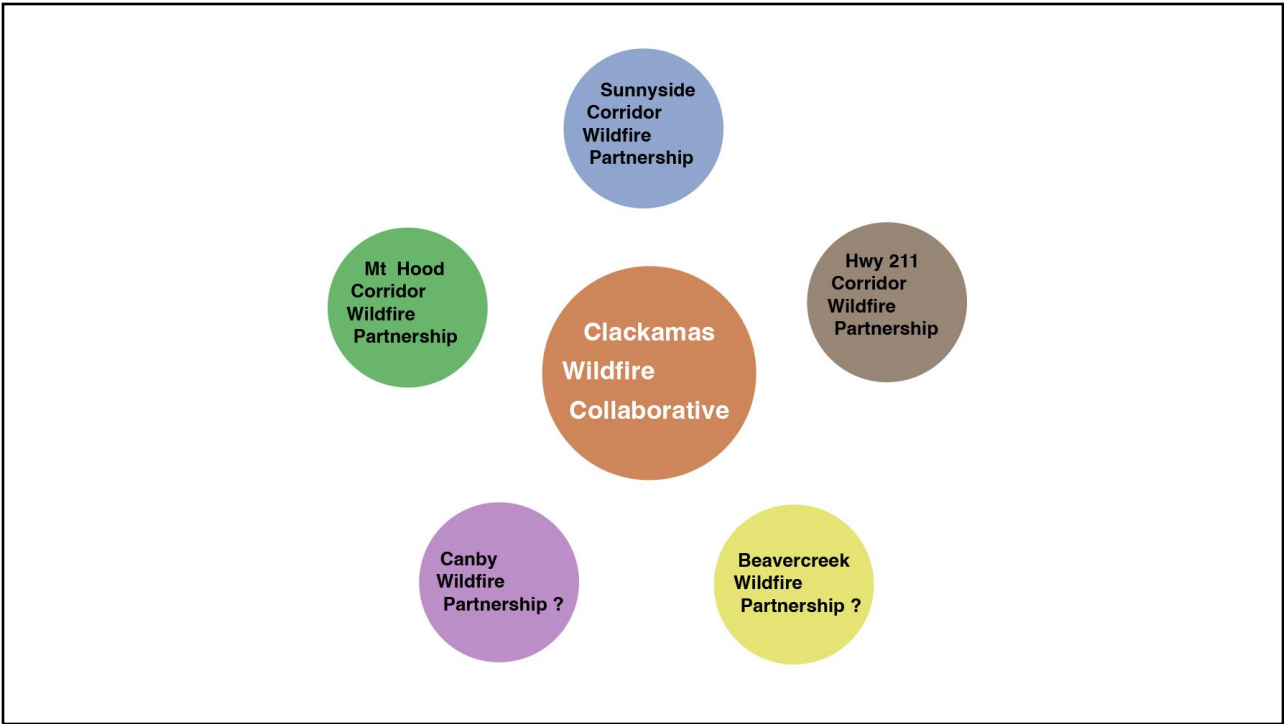 Sunnyside
Corridor
Wildfire
Partnership
Mt Hood
Corridor
Wildfire
Partnership
Hwy 211
Corridor
Wildfire
Partnership
Clackamas
Wildfire
Collaborative
Canby
Wildfire
Partnership ?
Beavercreek
Wildfire
Partnership ?